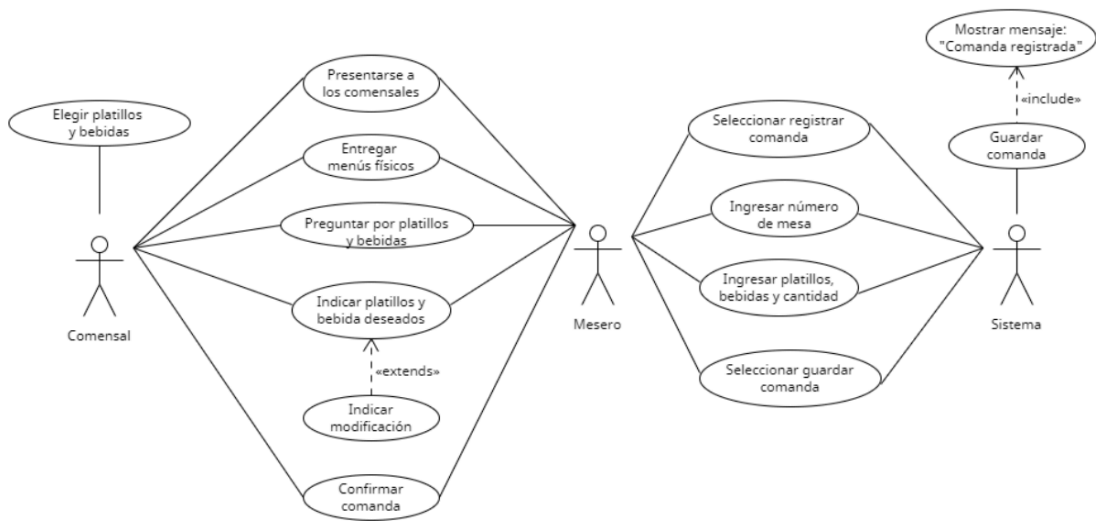 Mostrar mensaje:
"Comanda registrada"
«include»
Guardar
comanda
Presentarse a
los comensales
Elegir platillos
y bebidas
Seleccionar registrar
comanda
Entregar
menús físicos
Preguntar por platillos
y bebidas
Ingresar número
de mesa
Indicar platillos y
bebida deseados
Ingresar platillos,
bebidas y cantidad
Comensal
Mesero
Sistema
«extends»
Seleccionar guardar
comanda
Indicar
modificación
Confirmar
comanda